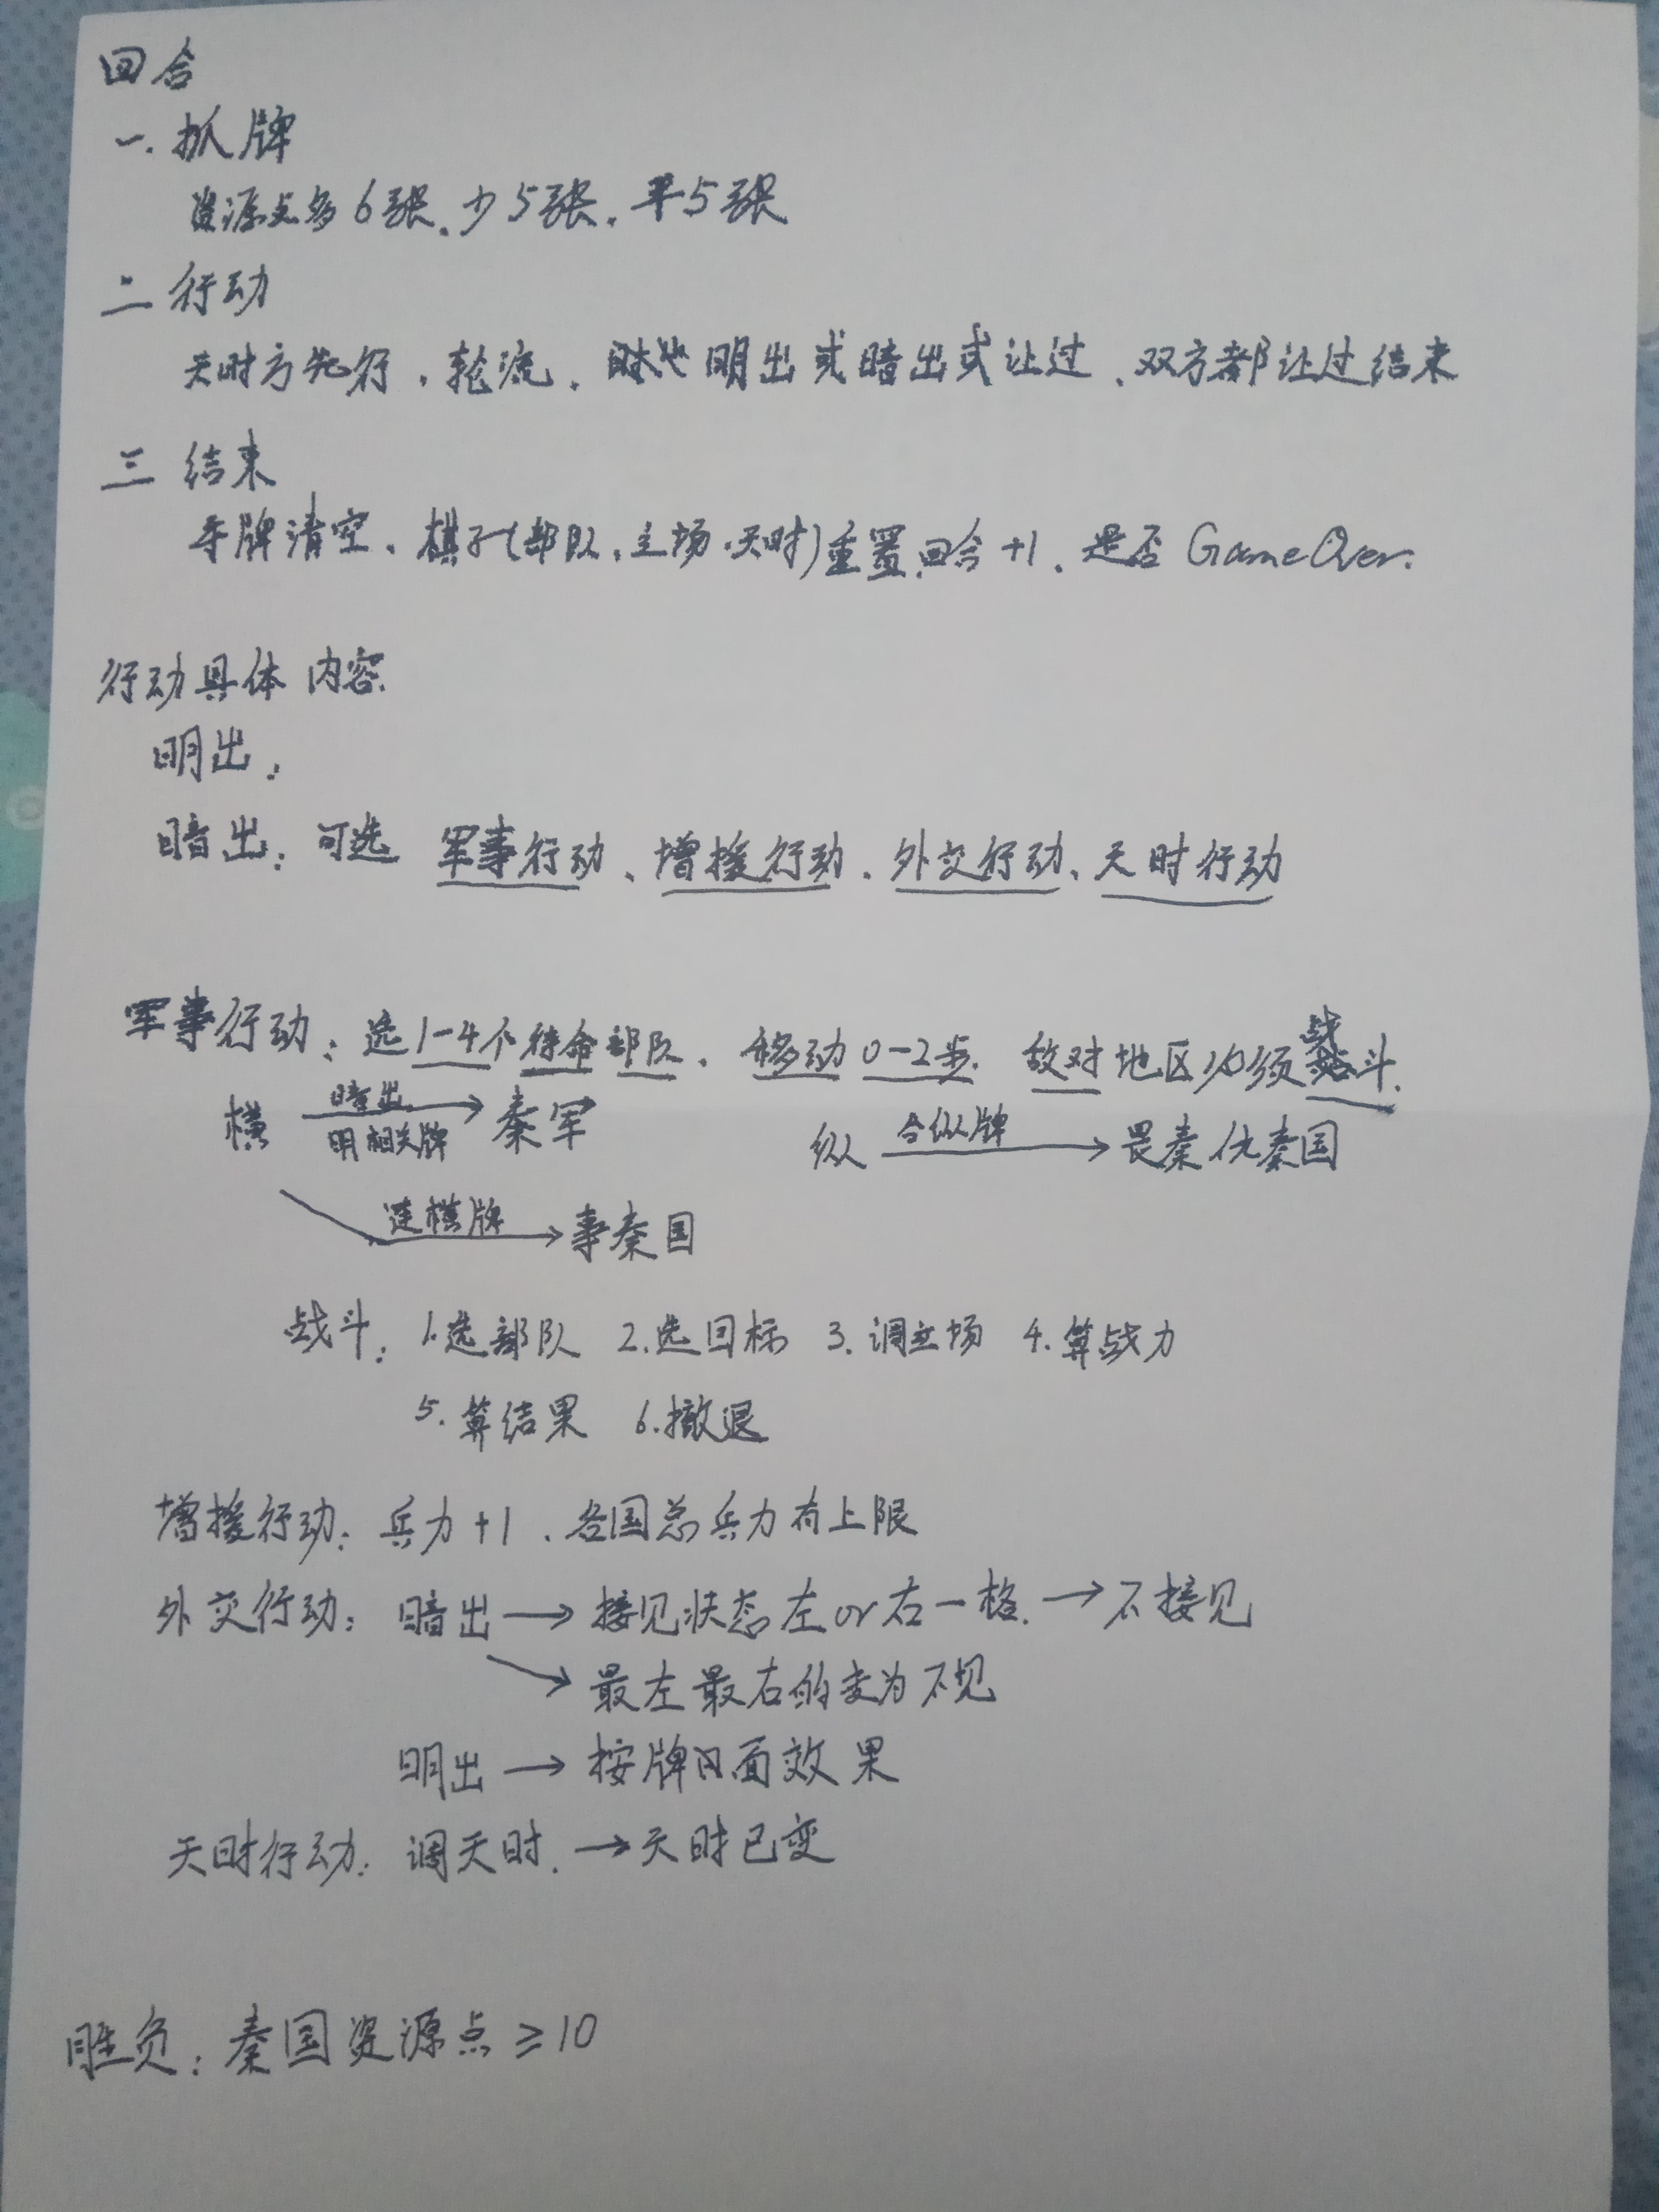 回合
一. 抓牌
资源点多6张、少5张、平5张
二 行动
天时方先行、轮流、明出或暗出或让过、双方都让过结束
三 结束
手牌清空、棋子(部队、立场、天时)重置、回合+1、是否GameOver.
行动具体内容
明出:
暗出: 可选 军事行动、增援行动、外交行动、天时行动
军事行动: 选1-4个待命部队、移动0-2步. 敌对地区必须战斗.
横 暗出 明相关牌 → 秦军 纵 合纵牌 → 畏秦仇秦国
连横牌 → 事秦国
战斗: 1.选部队 2.选目标 3.调立场 4.算战力
5.算结果 6.撤退
增援行动: 兵力+1、各国总兵力有上限
外交行动: 暗出 → 接见状态左or右一格. → 不接见
→ 最左最右的变为不见
明出 → 按牌面效果
天时行动: 调天时. → 天时已变
胜负: 秦国资源点≥10